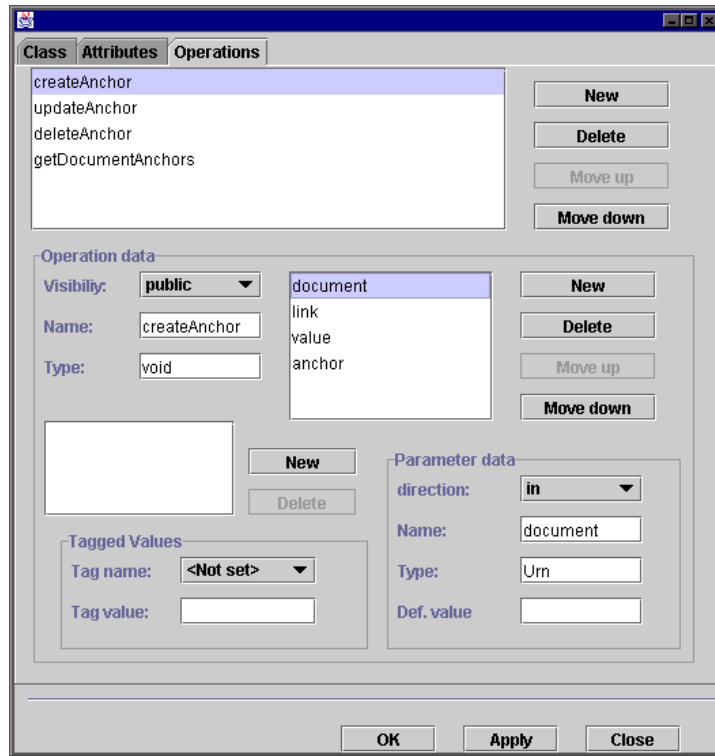 Class Attributes Operations
createAnchor
updateAnchor
deleteAnchor
getDocumentAnchors
New
Delete
Move up
Move down
Operation data
Visibiliy: public
Name: createAnchor
Type: void
document
link
value
anchor
New
Delete
Move up
Move down
New
Delete
Tagged Values
Tag name: <Not set>
Tag value:
Parameter data
direction: in
Name: document
Type: Urn
Def. value
OK Apply Close